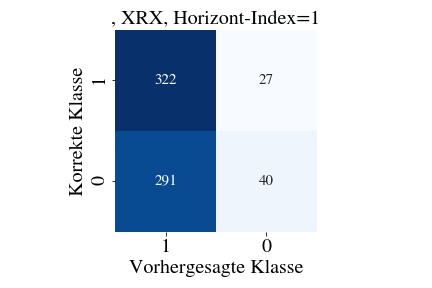 , XRX, Horizont-Index=1
Korrekte Klasse
1
322
27
0
291
40
1
0
Vorhergesagte Klasse